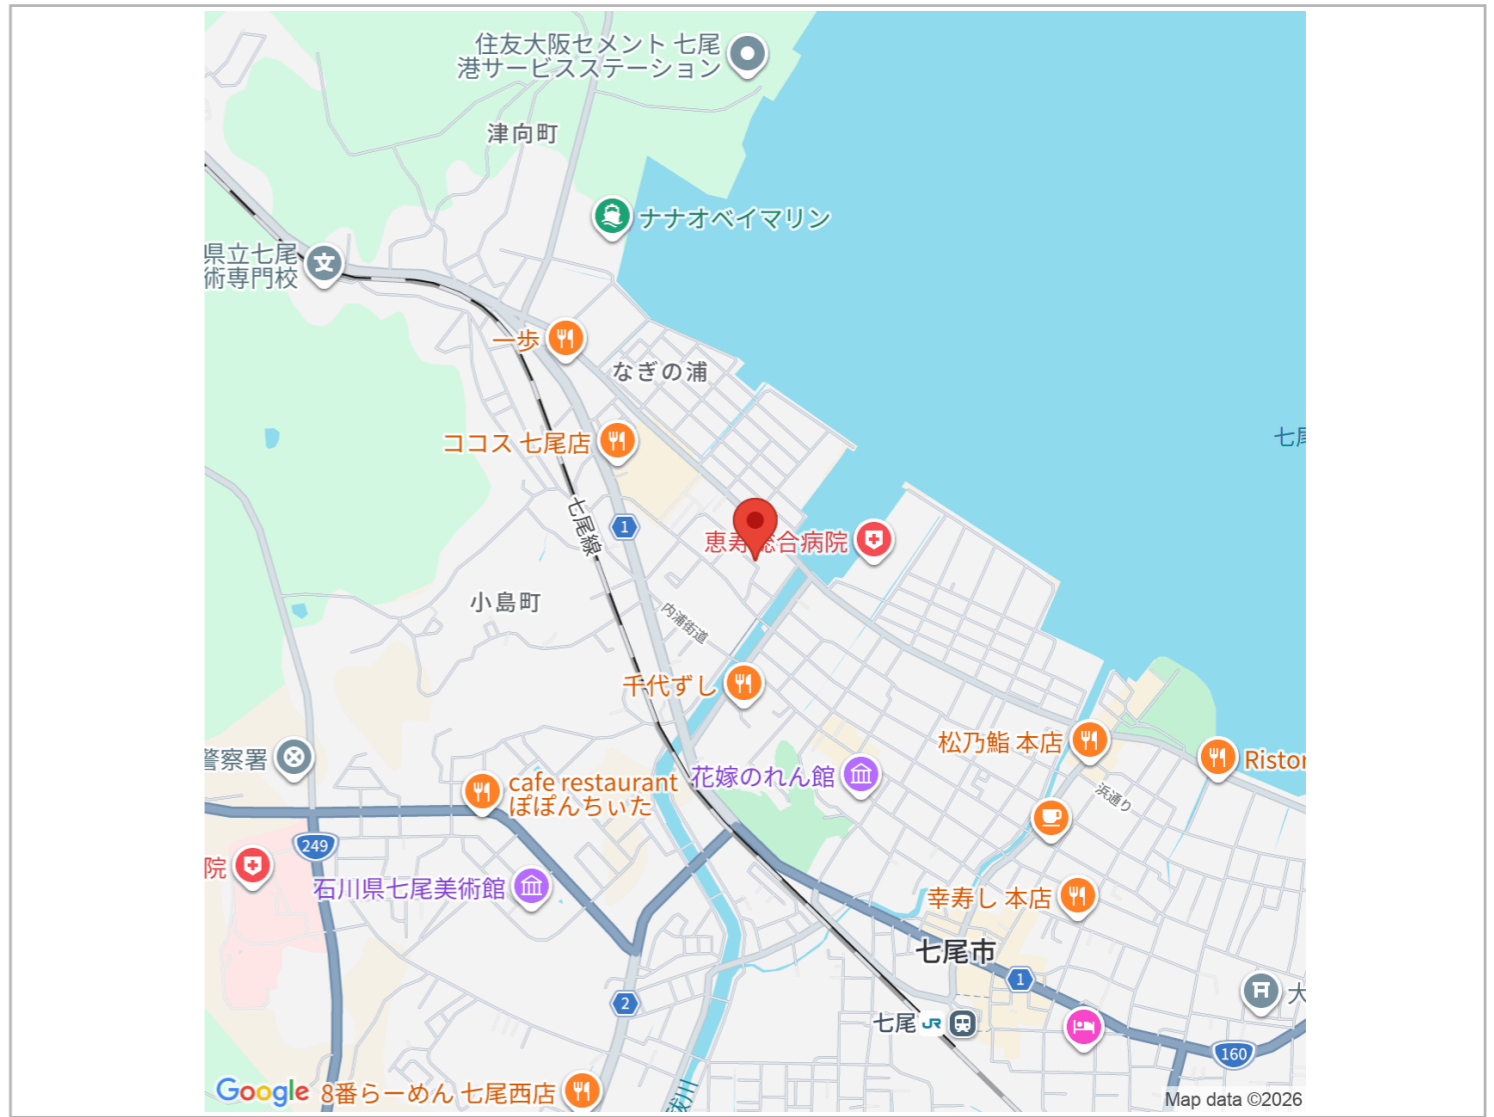 住友大阪セメント 七尾
港サービスステーション
津向町
ナナオベイマリン
県立七尾
術専門校
一歩
なぎの浦
ココス 七尾店
七尾
七尾線
1
恵寿総合病院
小島町
内浦街道
千代ずし
松乃鮨 本店
警察署
花嫁のれん館
Ristor
cafe restaurant
ぽぽんちぃた
浜通り
249
院
石川県七尾美術館
幸寿し 本店
七尾市
1
大
2
七尾 JR
160
Google
8番らーめん 七尾西店
Map data ©2026